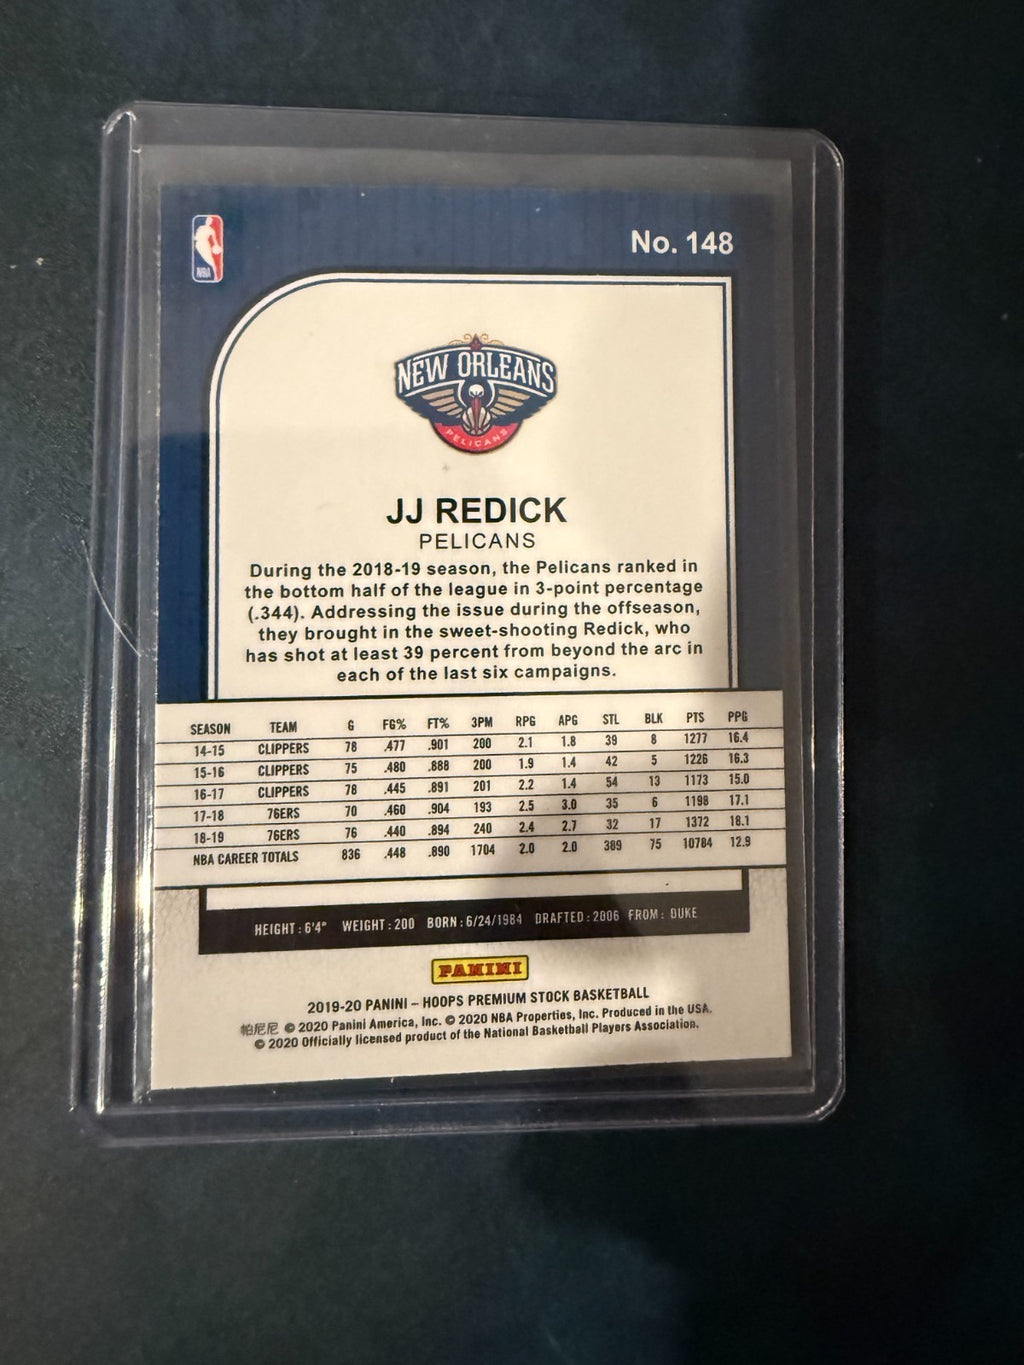 NBA
No. 148
NEW ORLEANS
PELICANS
JJ REDICK
PELICANS
During the 2018-19 season, the Pelicans ranked in
the bottom half of the league in 3-point percentage
(.344). Addressing the issue during the offseason,
they brought in the sweet-shooting Redick, who
has shot at least 39 percent from beyond the arc in
each of the last six campaigns.
SEASON TEAM G FG% FT% 3PM RPG APG STL BLK PTS PPG
14-15 CLIPPERS 78 .477 .901 200 2.1 1.8 39 8 1277 16.4
15-16 CLIPPERS 75 .480 .888 200 1.9 1.4 42 5 1226 16.3
16-17 CLIPPERS 78 .445 .891 201 2.2 1.4 54 13 1173 15.0
17-18 76ERS 70 .460 .904 193 2.5 3.0 35 6 1198 17.1
18-19 76ERS 76 .440 .894 240 2.4 2.7 32 17 1372 18.1
NBA CAREER TOTALS 836 .448 .890 1704 2.0 2.0 389 75 10784 12.9
HEIGHT: 6'4" WEIGHT: 200 BORN: 6/24/1984 DRAFTED: 2006 FROM: DUKE
PANINI
2019-20 PANINI – HOOPS PREMIUM STOCK BASKETBALL
帕尼尼 © 2020 Panini America, Inc. © 2020 NBA Properties, Inc. Produced in the USA.
© 2020 Officially licensed product of the National Basketball Players Association.